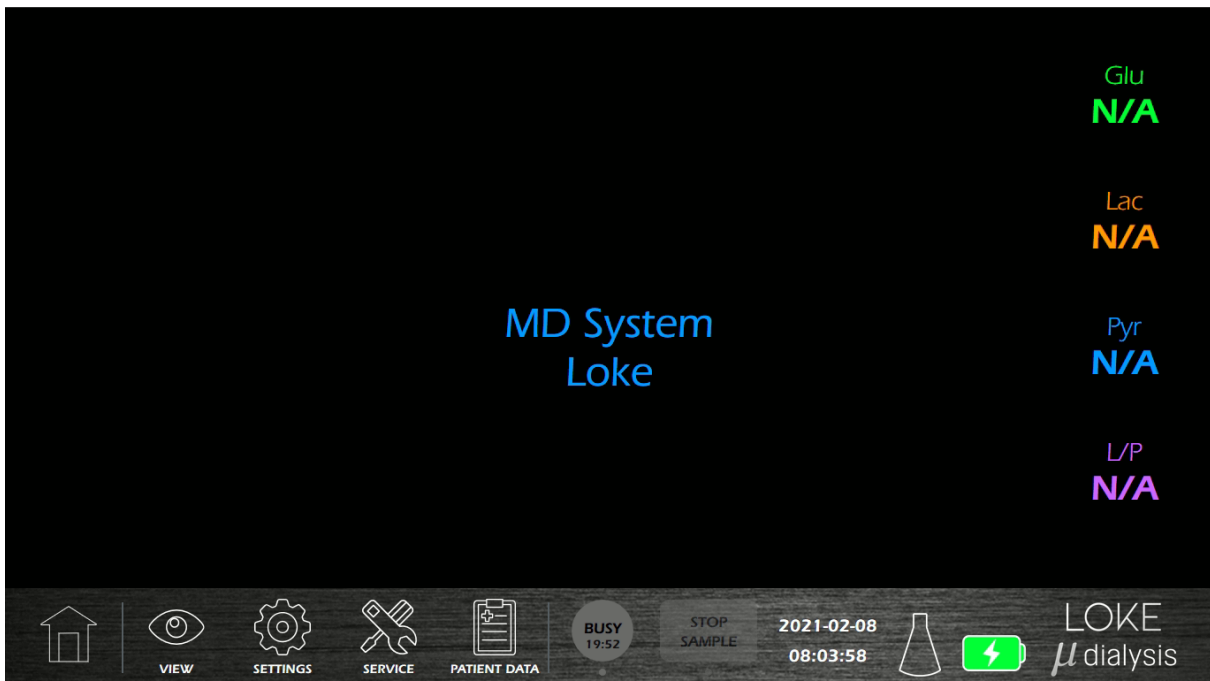 Glu
N/A
Lac
N/A
MD System
Loke
Pyr
N/A
L/P
N/A
VIEW
SETTINGS
SERVICE
PATIENT DATA
BUSY
19:52
STOP
SAMPLE
2021-02-08
08:03:58
LOKE
μ dialysis